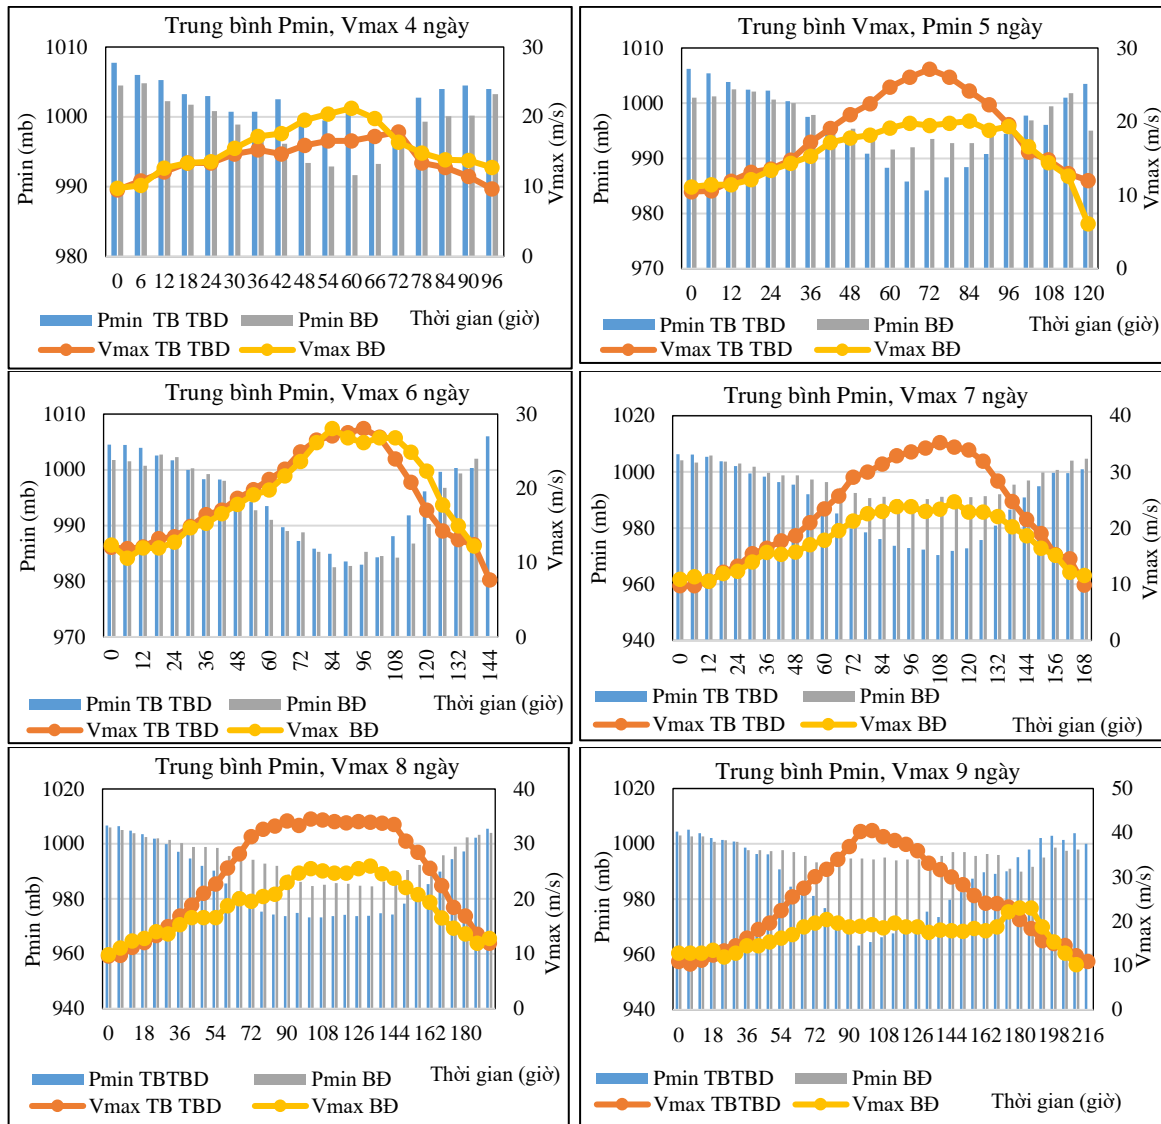 Trung bình Pmin, Vmax 4 ngày
1010
1000
990
980
Pmin (mb)
30
20
10
0
Vmax (m/s)
0 6 12 18 24 30 36 42 48 54 60 66 72 78 84 90 96
Pmin TB TBD
Pmin BĐ
Thời gian (giờ)
Vmax TB TBD
Vmax BĐ
Trung bình Vmax, Pmin 5 ngày
1010
1000
990
980
970
Pmin (mb)
30
20
10
0
Vmax (m/s)
0 12 24 36 48 60 72 84 96 108 120
Pmin TB TBD
Pmin BĐ
Thời gian (giờ)
Vmax TB TBD
Vmax BĐ
Trung bình Pmin, Vmax 6 ngày
1010
1000
990
980
970
Pmin (mb)
30
20
10
0
Vmax (m/s)
0 12 24 36 48 60 72 84 96 108 120 132 144
Pmin TB TBD
Pmin BĐ
Thời gian (giờ)
Vmax TB TBD
Vmax BĐ
Trung bình Pmin, Vmax 7 ngày
1020
1000
980
960
940
Pmin (mb)
40
30
20
10
0
Vmax (m/s)
0 12 24 36 48 60 72 84 96 108 120 132 144 156 168
Pmin TB TBD
Pmin BĐ
Vmax TB TBD
Vmax BĐ
Thời gian (giờ)
Trung bình Pmin, Vmax 8 ngày
1020
1000
980
960
940
Pmin (mb)
40
30
20
10
0
Vmax (m/s)
0 18 36 54 72 90 108 126 144 162 180
Pmin TBTBD
Pmin BĐ
Thời gian (giờ)
Vmax TB TBD
Vmax BĐ
Trung bình Pmin, Vmax 9 ngày
1020
1000
980
960
940
Pmin (mb)
50
40
30
20
10
0
Vmax (m/s)
0 18 36 54 72 90 108 126 144 162 180 198 216
Pmin TBTBD
Pmin BĐ
Vmax TBTBD
Vmax BĐ
Thời gian (giờ)